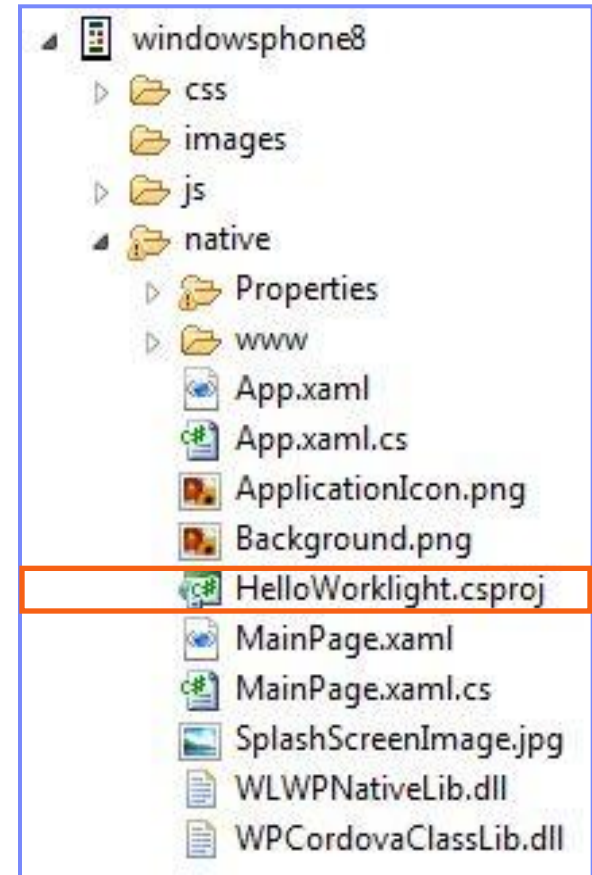 windowsphone8
css
images
js
native
Properties
www
App.xaml
App.xaml.cs
ApplicationIcon.png
Background.png
HelloWorklight.csproj
MainPage.xaml
MainPage.xaml.cs
SplashScreenImage.jpg
WLWPNativeLib.dll
WPCordovaClassLib.dll